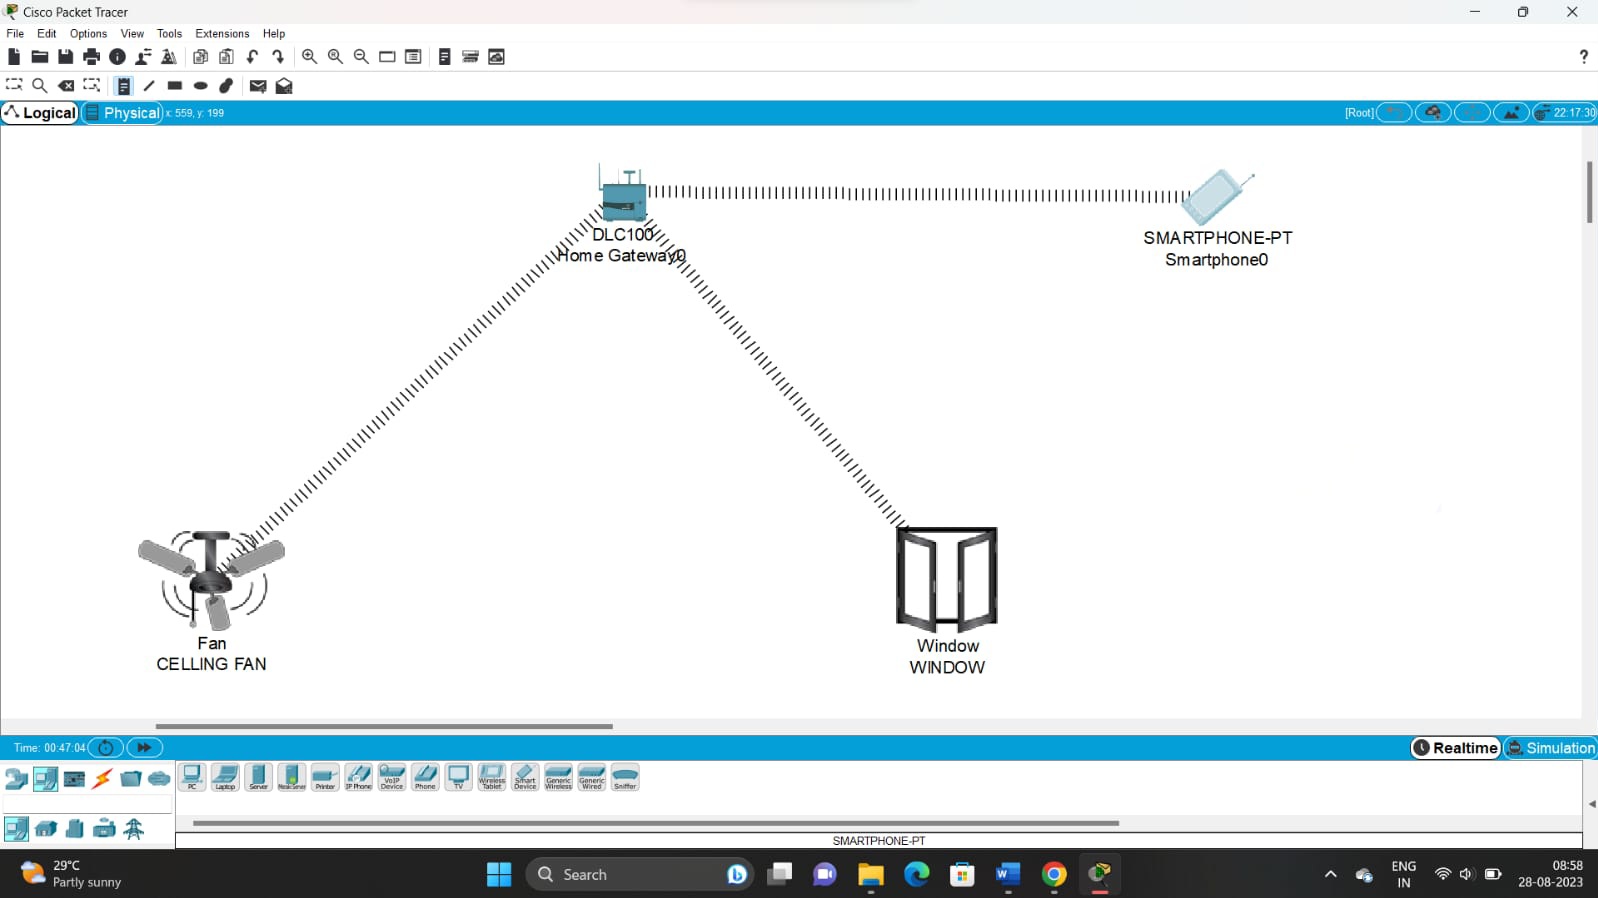 Cisco Packet Tracer
File Edit Options View Tools Extensions Help
?
Logical Physical x: 559, y: 199 [Root] 22:17:30
DLC100
Home Gateway0
SMARTPHONE-PT
Smartphone0
Fan
CELLING FAN
Window
WINDOW
Time: 00:47:04 Realtime Simulation
PC Laptop Server Printer IP Phone VoIP Device Phone TV Wireless Tablet Smart Device Generic Wireless Generic Wired Sniffer
SMARTPHONE-PT
29°C
Partly sunny
Search
ENG
IN
08:58
28-08-2023